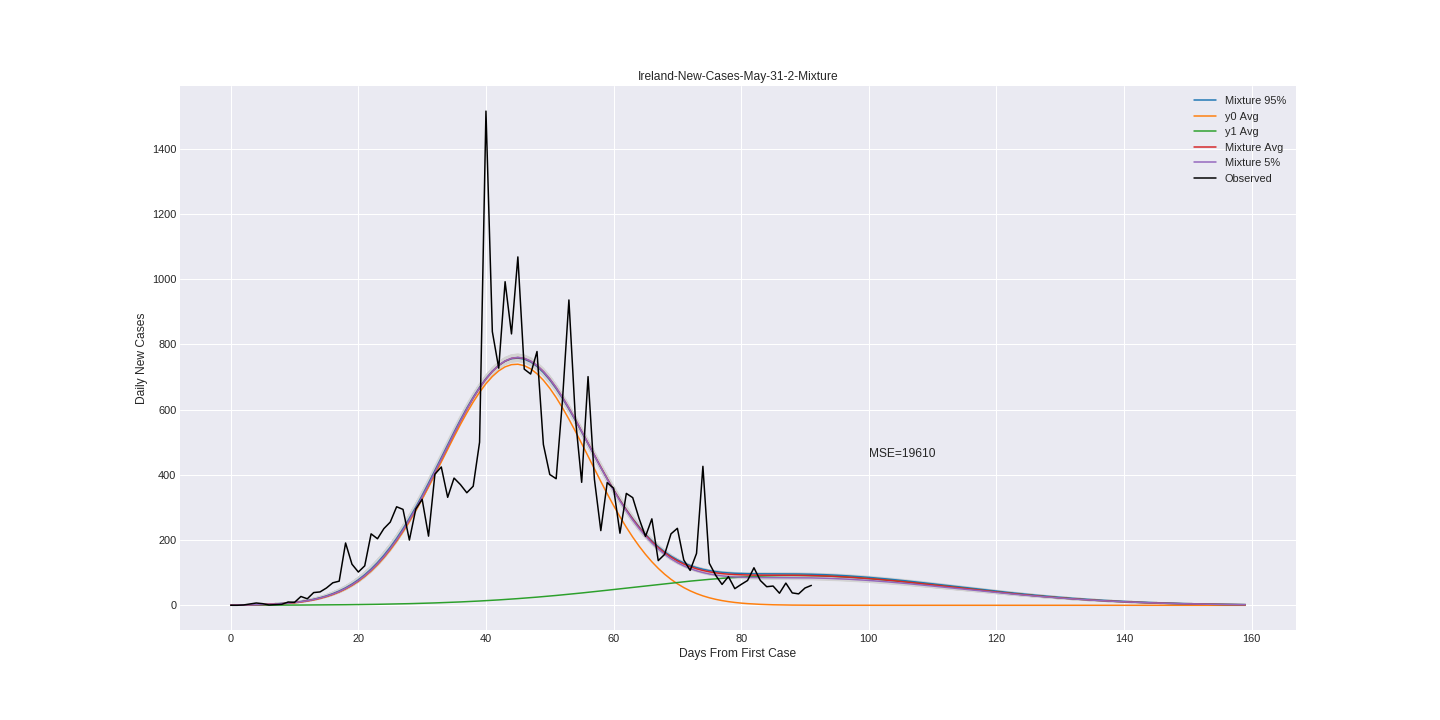 Ireland-New-Cases-May-31-2-Mixture
Mixture 95%
y0 Avg
y1 Avg
Mixture Avg
Mixture 5%
Observed
Daily New Cases
1400
1200
1000
800
600
400
200
0
MSE=19610
0 20 40 60 80 100 120 140 160
Days From First Case